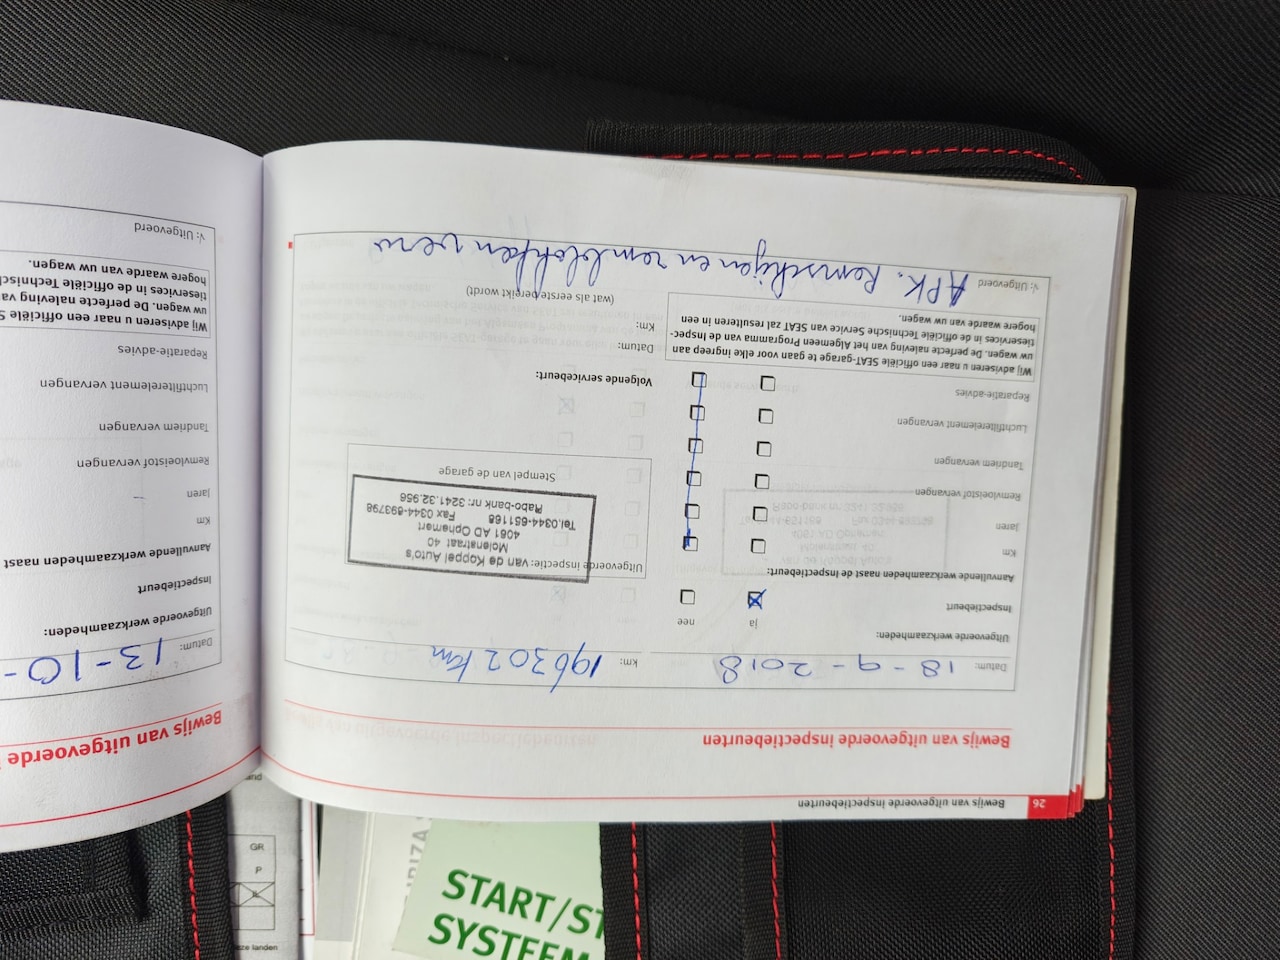 26 Bewijs van uitgevoerde inspectiebeurten
Bewijs van uitgevoerde inspectiebeurten
Datum: 18-9-2018 km: 196302 km
Uitgevoerde werkzaamheden:
ja nee
Inspectiebeurt
Aanvullende werkzaamheden naast de inspectiebeurt:
Km
Jaren
Remvloeistof vervangen
Tandriem vervangen
Luchtfilterelement vervangen
Reparatie-advies
Wij adviseren u naar een officiële SEAT-garage te gaan voor elke ingreep aan
uw wagen. De perfecte naleving van het Algemeen Programma van de Inspec-
tieservices in de officiële Technische Service van SEAT zal resulteren in een
hogere waarde van uw wagen.
√: Uitgevoerd
Uitgevoerde inspectie:
van de Koppel Auto's
Molenstraat 40
4061 AD Ophemert
Tel.0344-651168 Fax 0344-693798
Rabo-bank nr: 3241.32.956
Stempel van de garage
Volgende servicebeurt:
Datum:
Km:
(wat als eerste bereikt wordt)
APK. Remschijven en remblokken verv
Bewijs van uitgevoerde
Datum: 13-10-
Uitgevoerde werkzaamheden:
Inspectiebeurt
Aanvullende werkzaamheden naast
Km
Jaren
Remvloeistof vervangen
Tandriem vervangen
Luchtfilterelement vervangen
Reparatie-advies
Wij adviseren u naar een officiële S
uw wagen. De perfecte naleving va
tieservices in de officiële Technisch
hogere waarde van uw wagen.
√: Uitgevoerd
GR
P
landen
START/ST
SYSTEEM